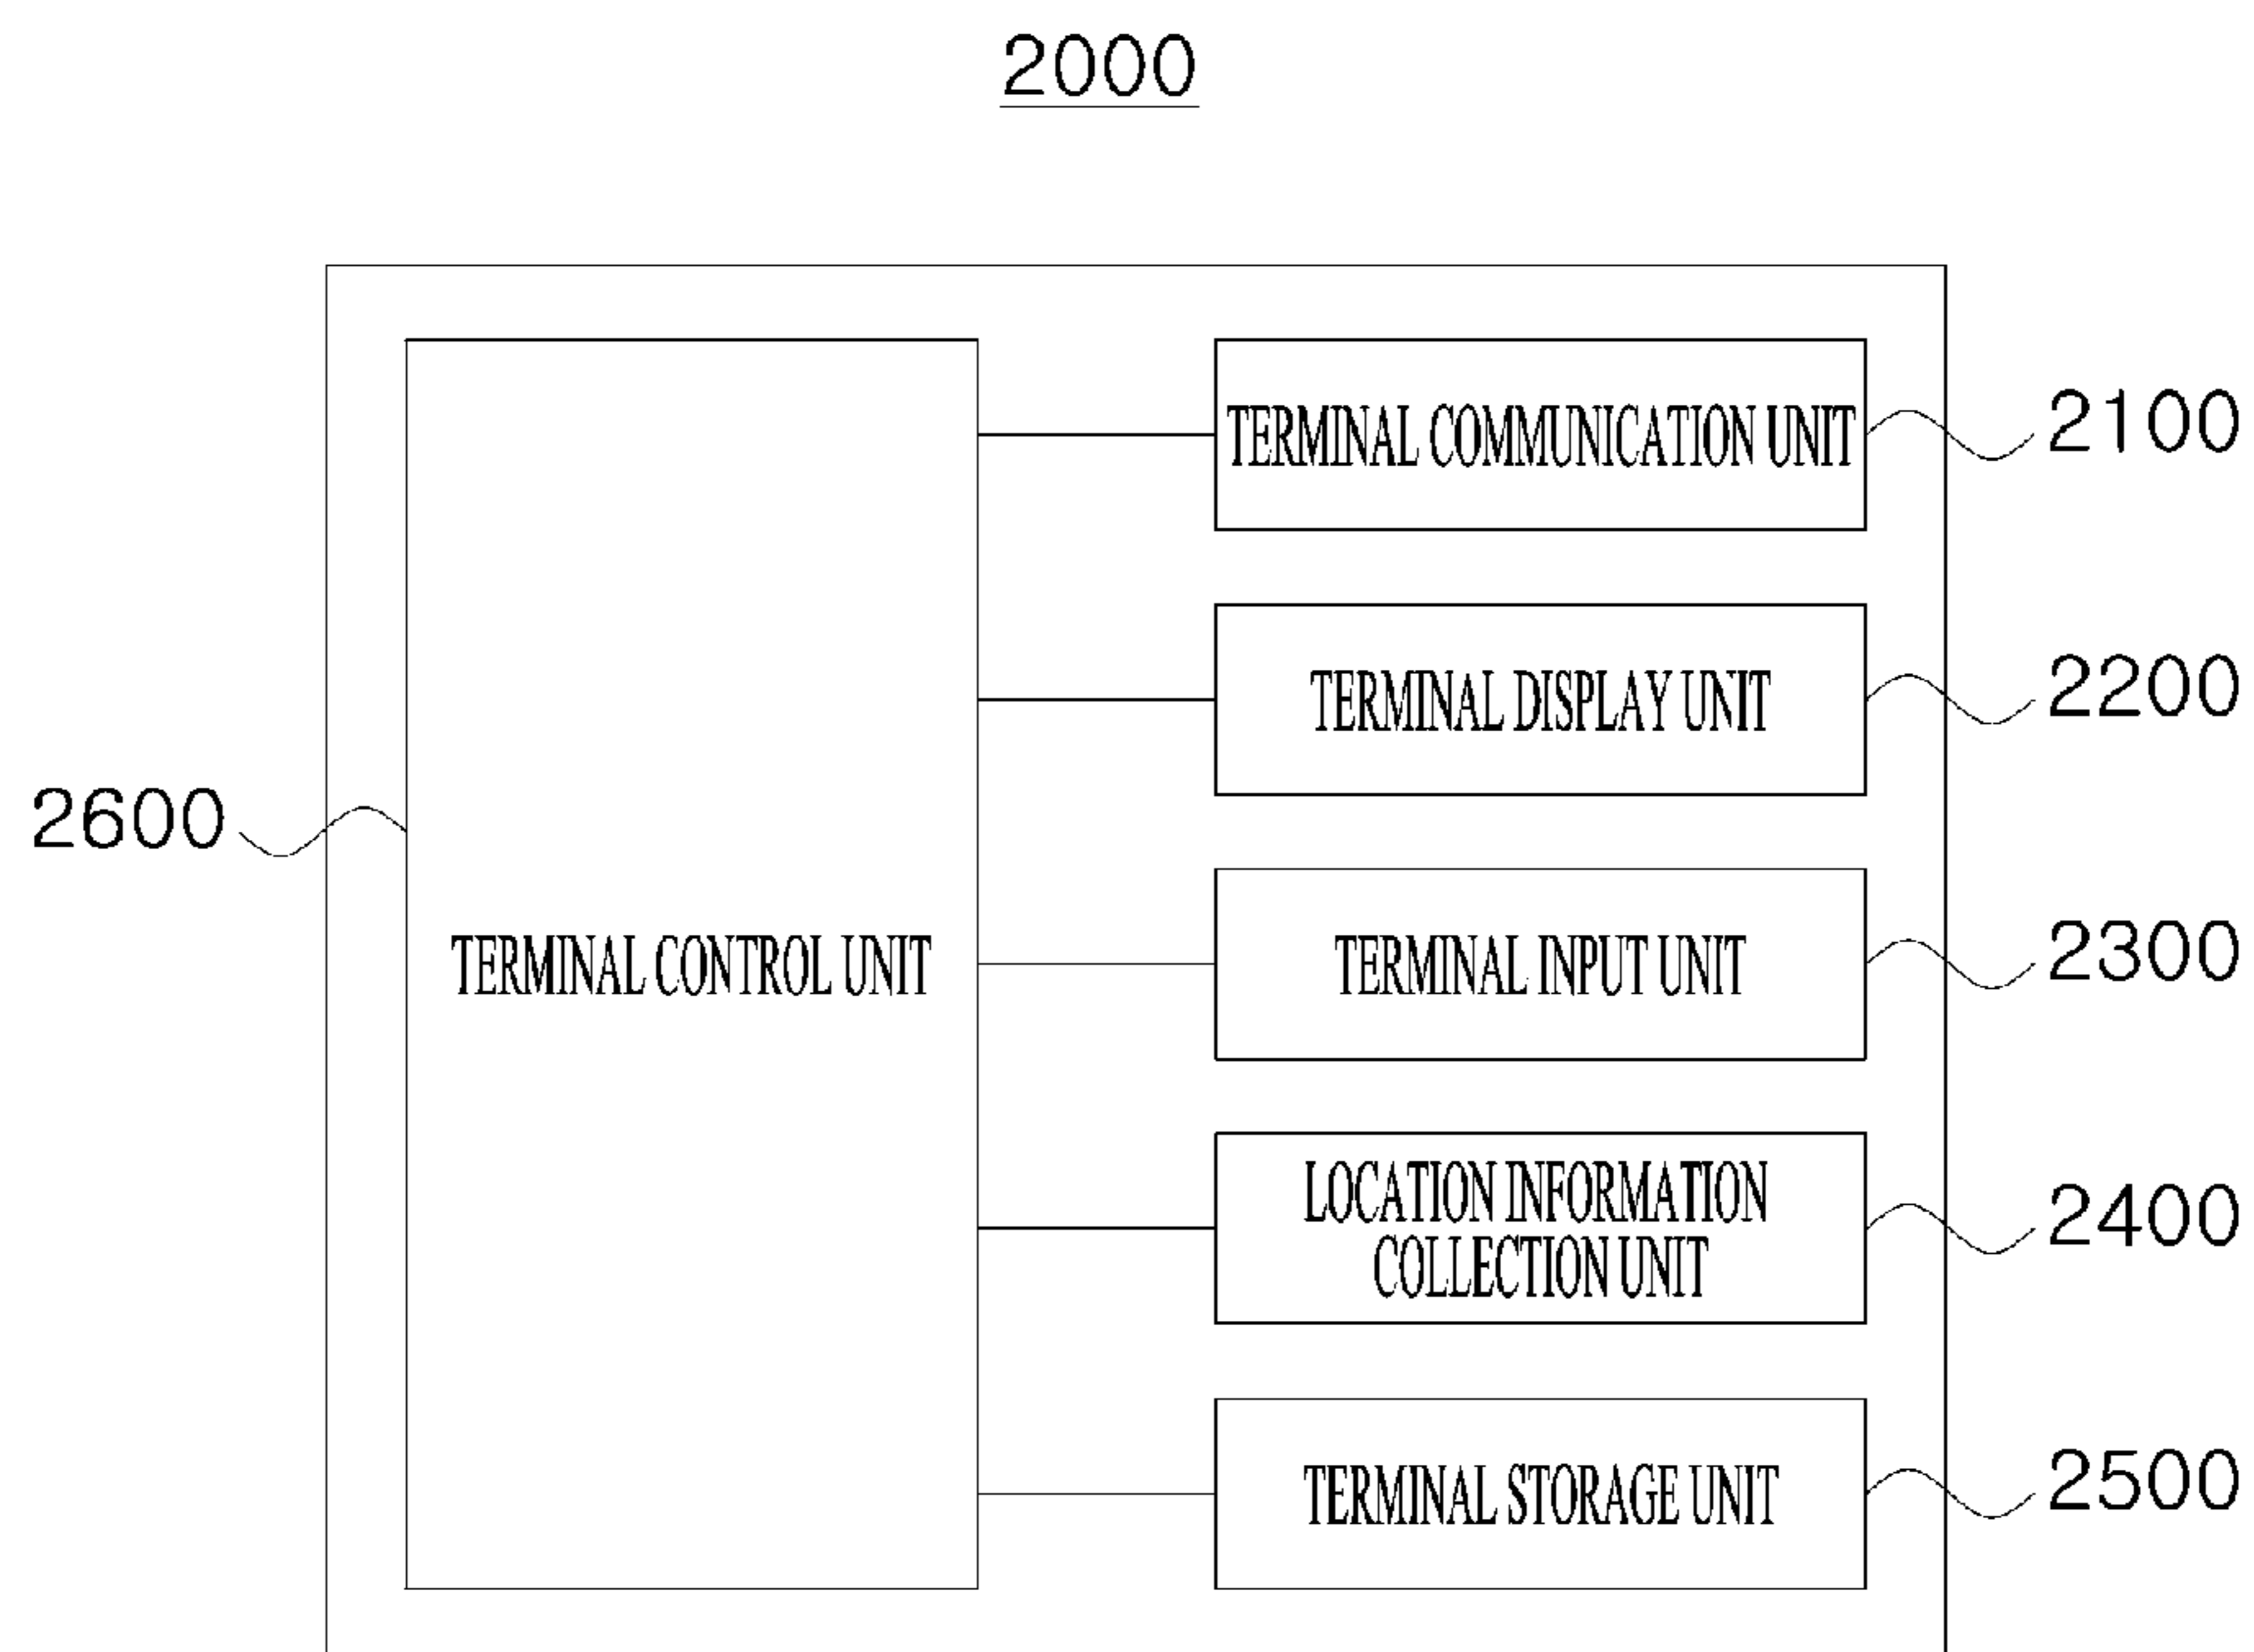 2000
TERMINAL COMMUNICATION UNIT
2100
TERMINAL DISPLAY UNIT
2200
2600
TERMINAL CONTROL UNIT
TERMINAL INPUT UNIT
2300
LOCATION INFORMATION
COLLECTION UNIT
2400
TERMINAL STORAGE UNIT
2500